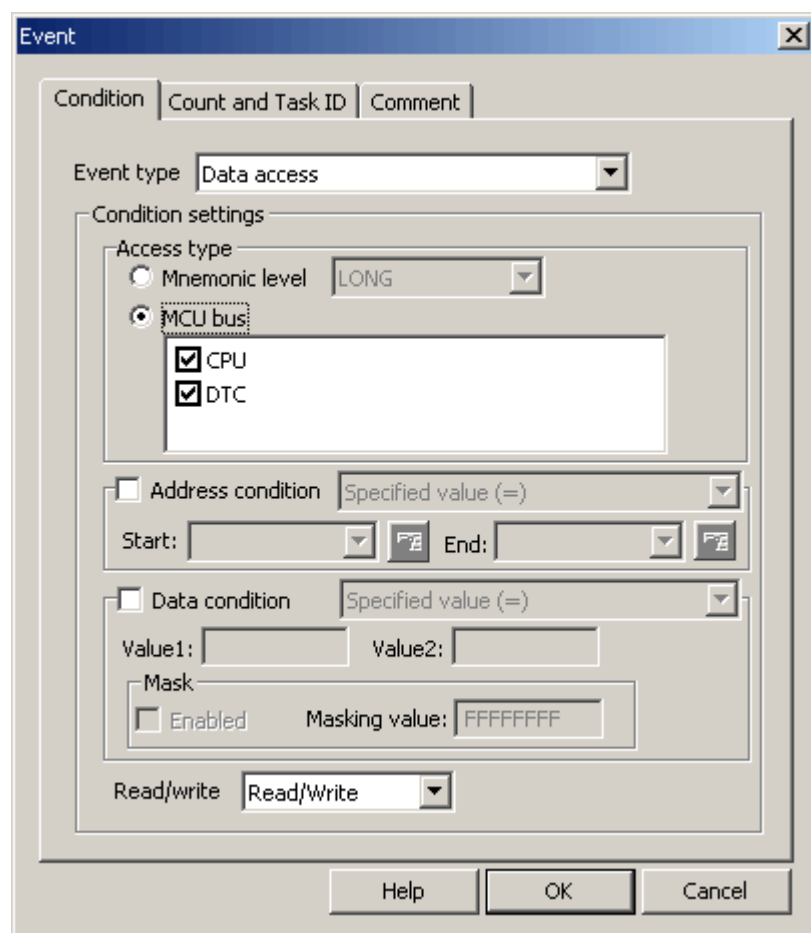 Event
Condition Count and Task ID Comment
Event type Data access
Condition settings
Access type
Mnemonic level LONG
MCU bus
CPU
DTC
Address condition Specified value (=)
Start: End:
Data condition Specified value (=)
Value1: Value2:
Mask
Enabled Masking value: FFFFFFFF
Read/write Read/Write
Help OK Cancel